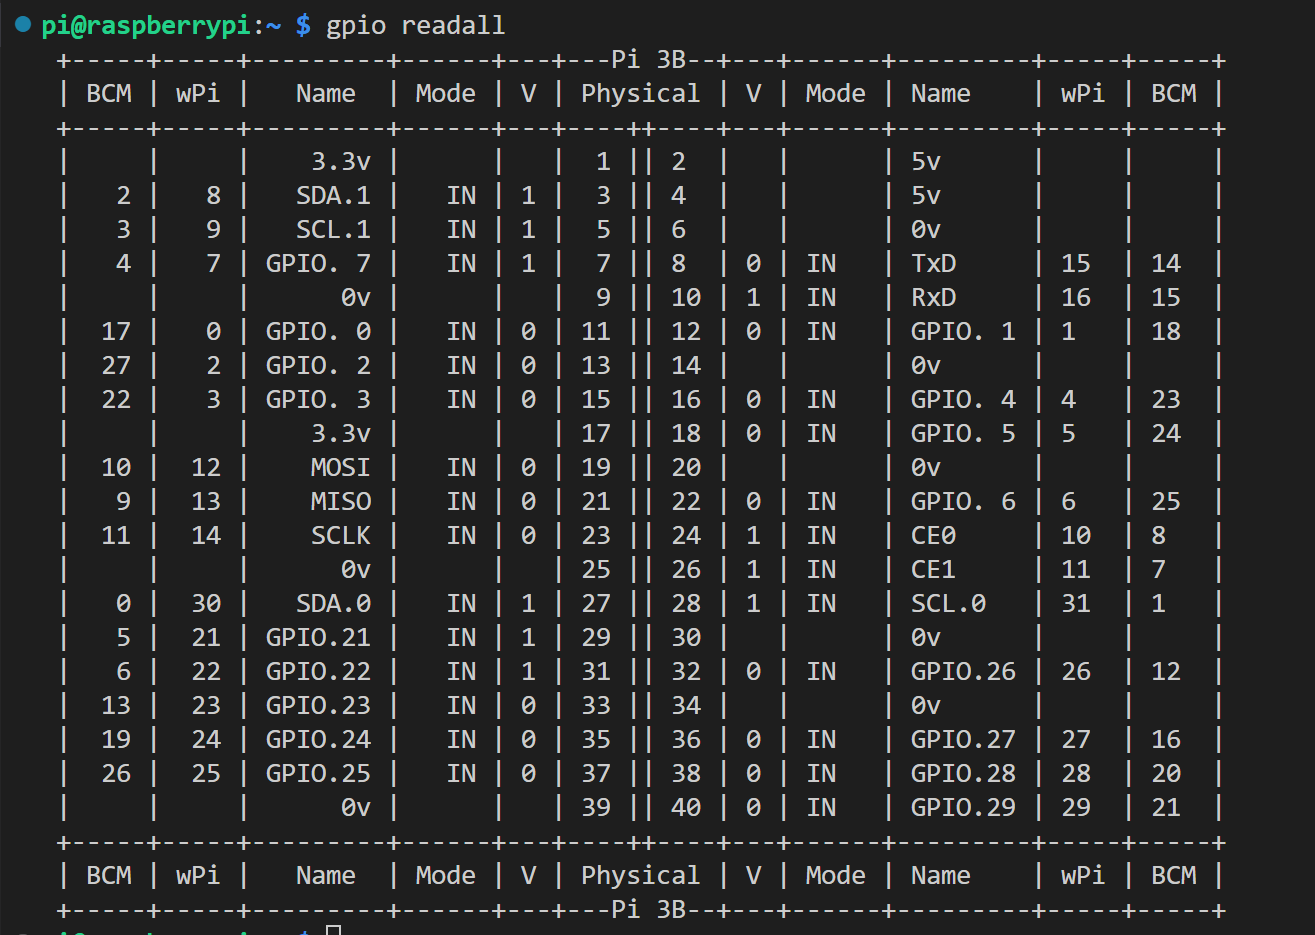 pi@raspberrypi:~ $ gpio readall
 +-----+-----+---------+------+---+---Pi 3B--+---+------+---------+-----+-----+
 | BCM | wPi |   Name  | Mode | V | Physical | V | Mode | Name    | wPi | BCM |
 +-----+-----+---------+------+---+----++----+---+------+---------+-----+-----+
 |     |     |    3.3v |      |   |  1 || 2  |   |      | 5v      |     |     |
 |   2 |   8 |   SDA.1 |   IN | 1 |  3 || 4  |   |      | 5v      |     |     |
 |   3 |   9 |   SCL.1 |   IN | 1 |  5 || 6  |   |      | 0v      |     |     |
 |   4 |   7 | GPIO. 7 |   IN | 1 |  7 || 8  | 0 | IN   | TxD     | 15  | 14  |
 |     |     |      0v |      |   |  9 || 10 | 1 | IN   | RxD     | 16  | 15  |
 |  17 |   0 | GPIO. 0 |   IN | 0 | 11 || 12 | 0 | IN   | GPIO. 1 | 1   | 18  |
 |  27 |   2 | GPIO. 2 |   IN | 0 | 13 || 14 |   |      | 0v      |     |     |
 |  22 |   3 | GPIO. 3 |   IN | 0 | 15 || 16 | 0 | IN   | GPIO. 4 | 4   | 23  |
 |     |     |    3.3v |      |   | 17 || 18 | 0 | IN   | GPIO. 5 | 5   | 24  |
 |  10 |  12 |    MOSI |   IN | 0 | 19 || 20 |   |      | 0v      |     |     |
 |   9 |  13 |    MISO |   IN | 0 | 21 || 22 | 0 | IN   | GPIO. 6 | 6   | 25  |
 |  11 |  14 |    SCLK |   IN | 0 | 23 || 24 | 1 | IN   | CE0     | 10  | 8   |
 |     |     |      0v |      |   | 25 || 26 | 1 | IN   | CE1     | 11  | 7   |
 |   0 |  30 |   SDA.0 |   IN | 1 | 27 || 28 | 1 | IN   | SCL.0   | 31  | 1   |
 |   5 |  21 | GPIO.21 |   IN | 1 | 29 || 30 |   |      | 0v      |     |     |
 |   6 |  22 | GPIO.22 |   IN | 1 | 31 || 32 | 0 | IN   | GPIO.26 | 26  | 12  |
 |  13 |  23 | GPIO.23 |   IN | 0 | 33 || 34 |   |      | 0v      |     |     |
 |  19 |  24 | GPIO.24 |   IN | 0 | 35 || 36 | 0 | IN   | GPIO.27 | 27  | 16  |
 |  26 |  25 | GPIO.25 |   IN | 0 | 37 || 38 | 0 | IN   | GPIO.28 | 28  | 20  |
 |     |     |      0v |      |   | 39 || 40 | 0 | IN   | GPIO.29 | 29  | 21  |
 +-----+-----+---------+------+---+----++----+---+------+---------+-----+-----+
 | BCM | wPi |   Name  | Mode | V | Physical | V | Mode | Name    | wPi | BCM |
 +-----+-----+---------+------+---+---Pi 3B--+---+------+---------+-----+-----+